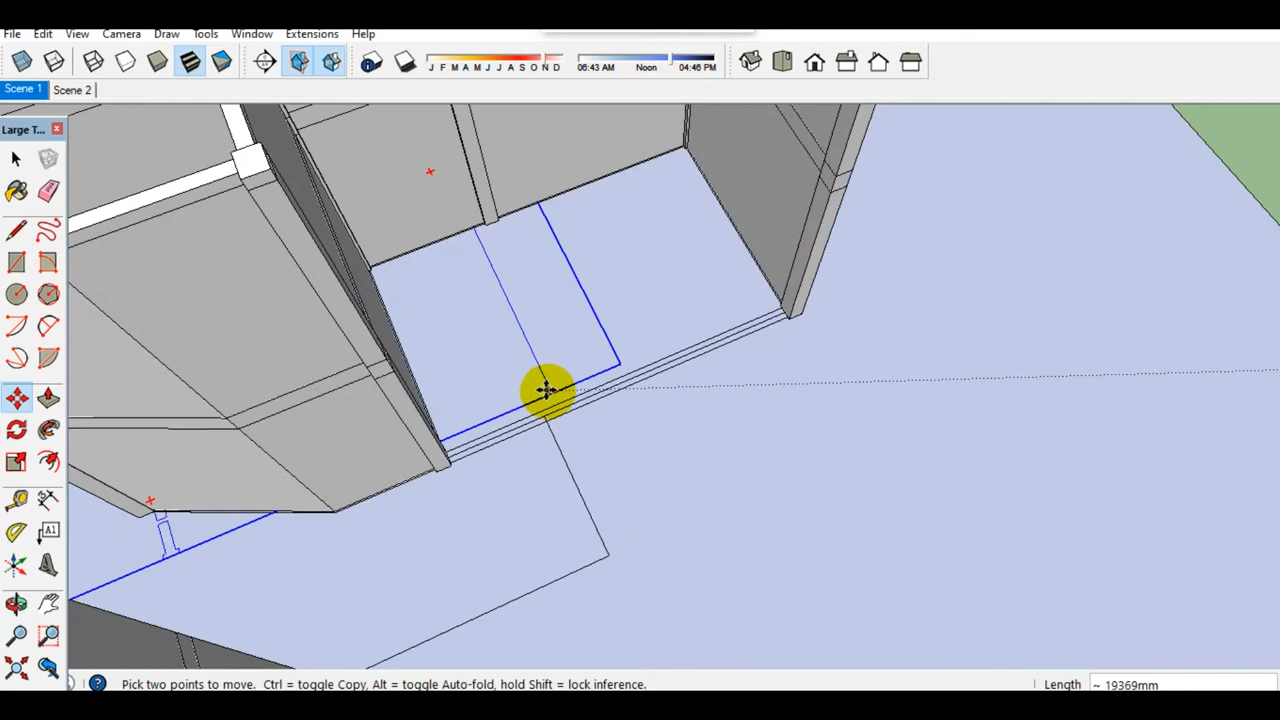 File Edit View Camera Draw Tools Window Extensions Help
J F M A M J J A S O N D 06:43 AM Noon 04:46 PM
Scene 1 Scene 2
Large T...
A1
Pick two points to move. Ctrl = toggle Copy, Alt = toggle Auto-fold, hold Shift = lock inference. Length ~ 19369mm